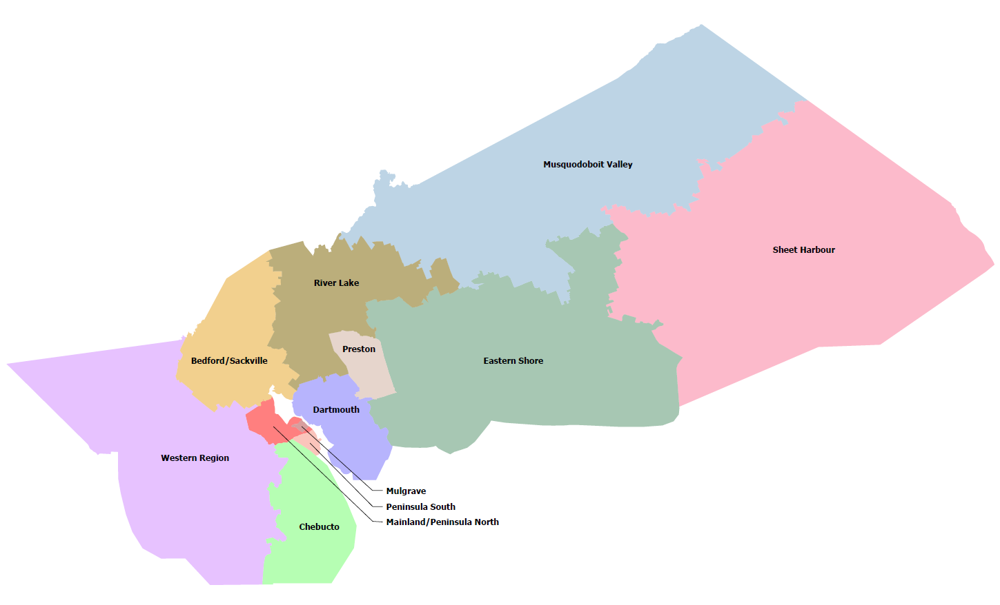 Musquodoboit Valley
Sheet Harbour
River Lake
Preston
Bedford/Sackville
Eastern Shore
Dartmouth
Western Region
Mulgrave
Peninsula South
Mainland/Peninsula North
Chebucto